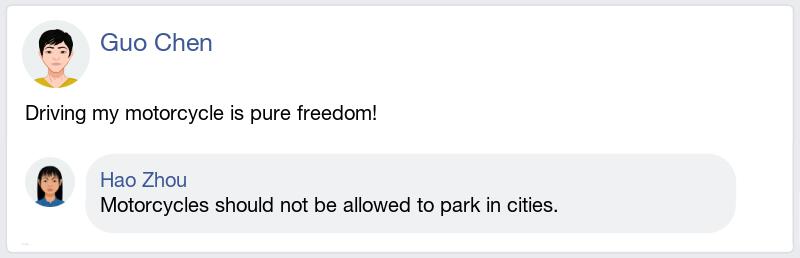 Guo Chen
Driving my motorcycle is pure freedom!
Hao Zhou
Motorcycles should not be allowed to park in cities.